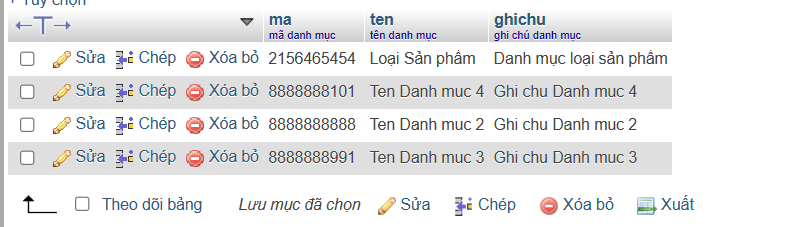 Tùy chọn
ma ten ghichu
mã danh mục tên danh mục ghi chú danh mục
Sửa Chép Xóa bỏ 2156465454 Loại Sản phẩm Danh mục loại sản phẩm
Sửa Chép Xóa bỏ 8888888101 Ten Danh muc 4 Ghi chu Danh muc 4
Sửa Chép Xóa bỏ 8888888888 Ten Danh muc 2 Ghi chu Danh muc 2
Sửa Chép Xóa bỏ 8888888991 Ten Danh muc 3 Ghi chu Danh muc 3
Theo dõi bảng Lưu mục đã chọn Sửa Chép Xóa bỏ Xuất